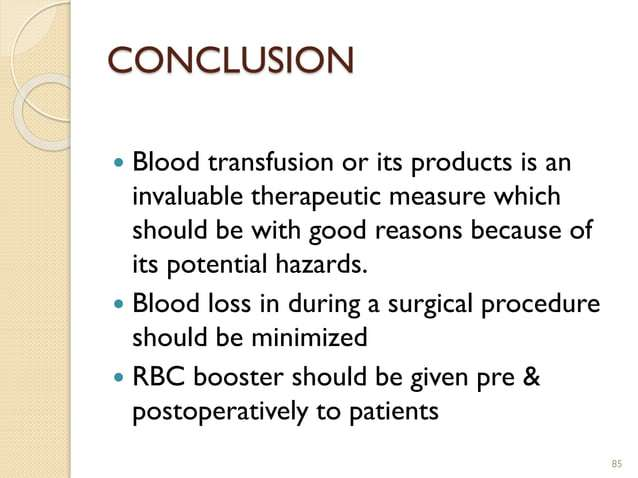 CONCLUSION
• Blood transfusion or its products is an
invaluable therapeutic measure which
should be with good reasons because of
its potential hazards.
• Blood loss in during a surgical procedure
should be minimized
• RBC booster should be given pre &
postoperatively to patients
85